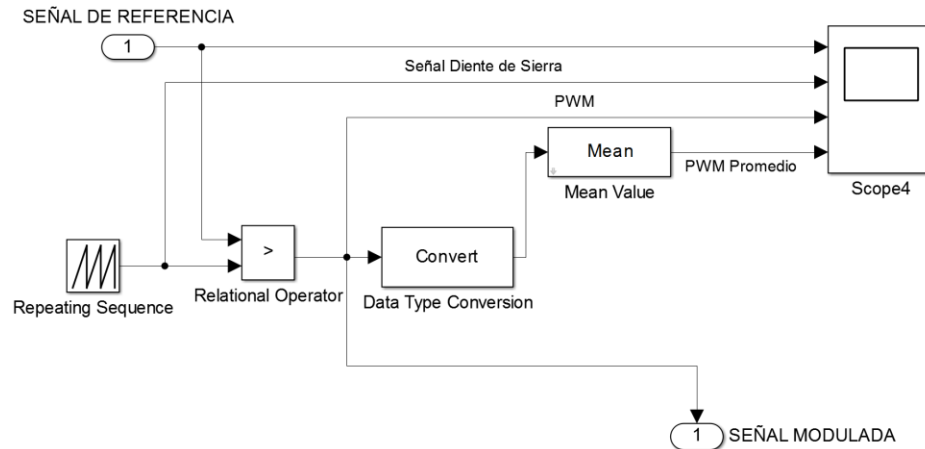 SEÑAL DE REFERENCIA
1
Señal Diente de Sierra
PWM
Mean
PWM Promedio
Mean Value
Scope4
>
Convert
Repeating Sequence
Relational Operator
Data Type Conversion
1
SEÑAL MODULADA